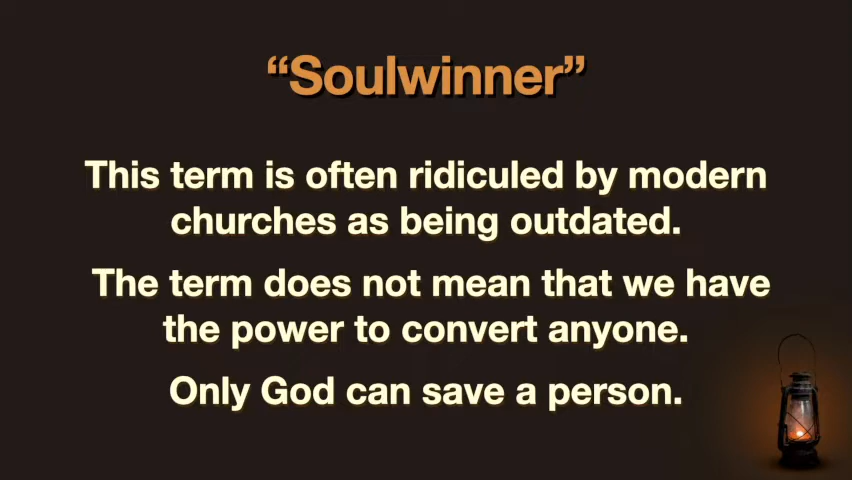 “Soulwinner”
This term is often ridiculed by modern
churches as being outdated.
The term does not mean that we have
the power to convert anyone.
Only God can save a person.